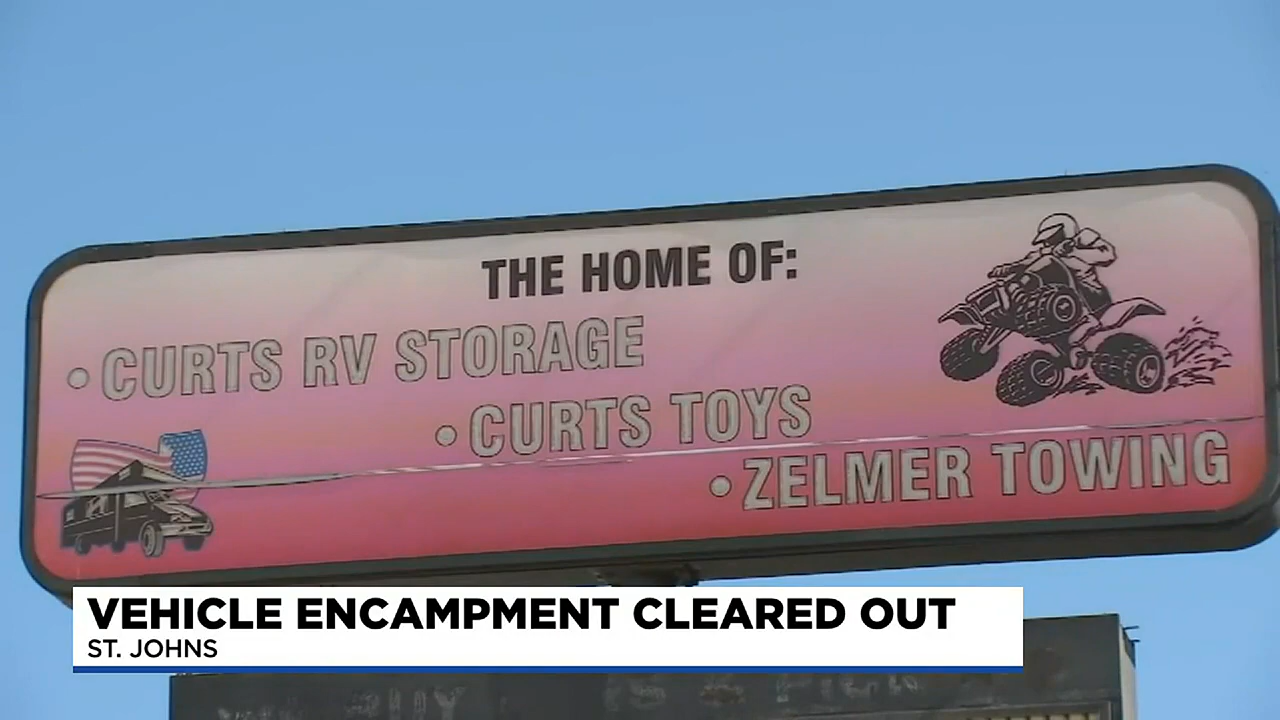 THE HOME OF:
• CURTS RV STORAGE
• CURTS TOYS
• ZELMER TOWING
VEHICLE ENCAMPMENT CLEARED OUT
ST. JOHNS